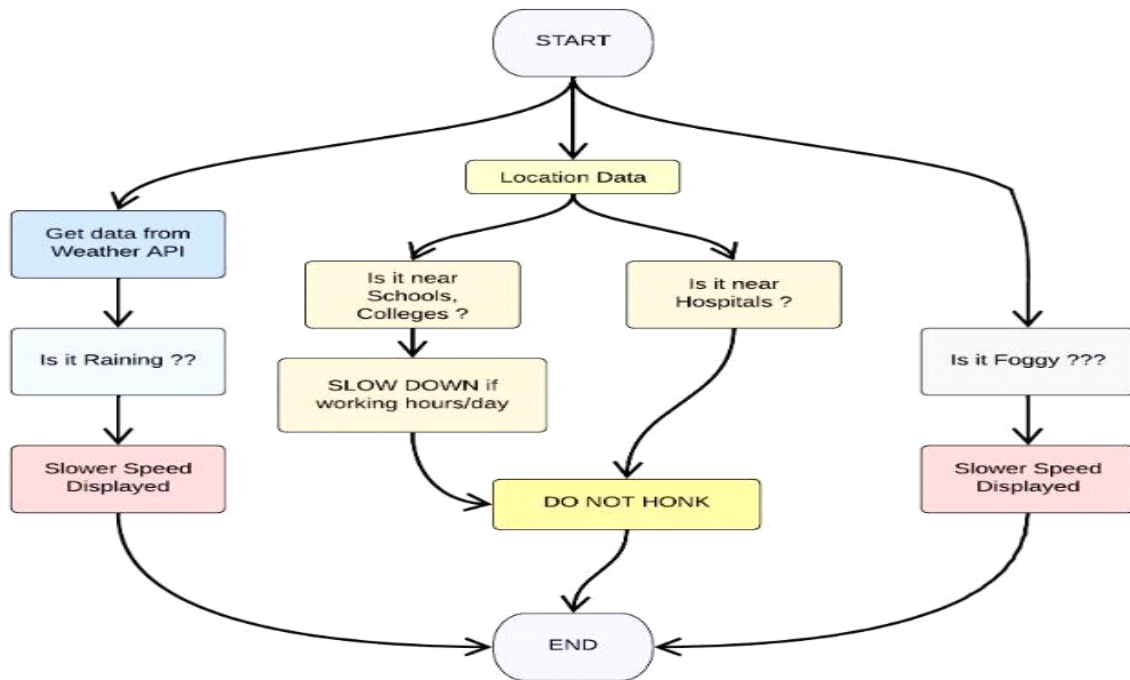 START
Location Data
Get data from
Weather API
Is it near
Schools,
Colleges ?
Is it near
Hospitals ?
Is it Raining ??
SLOW DOWN if
working hours/day
Is it Foggy ???
Slower Speed
Displayed
DO NOT HONK
Slower Speed
Displayed
END